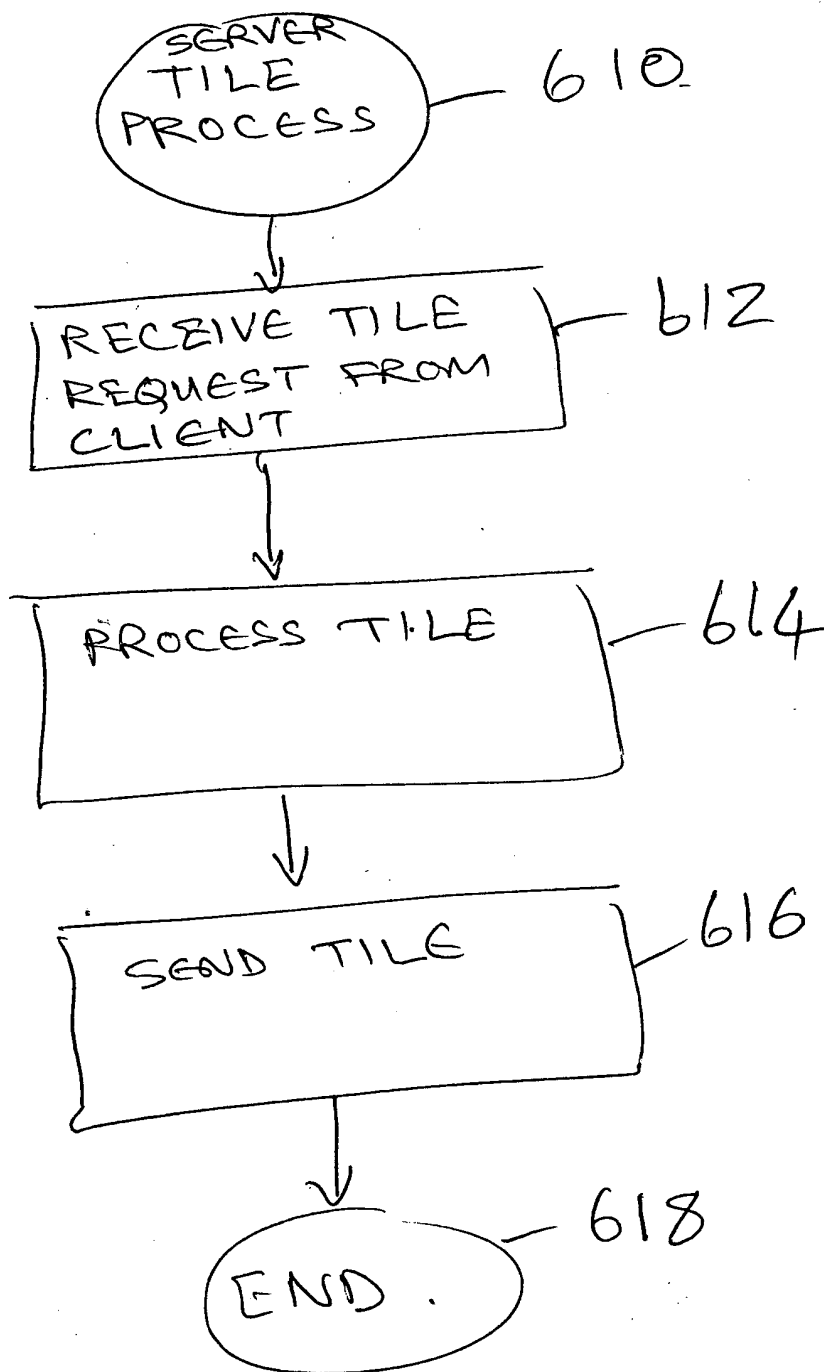 SERVER
TILE
PROCESS
610
RECEIVE TILE
REQUEST FROM
CLIENT
612
PROCESS TILE
614
SEND TILE
616
END.
618